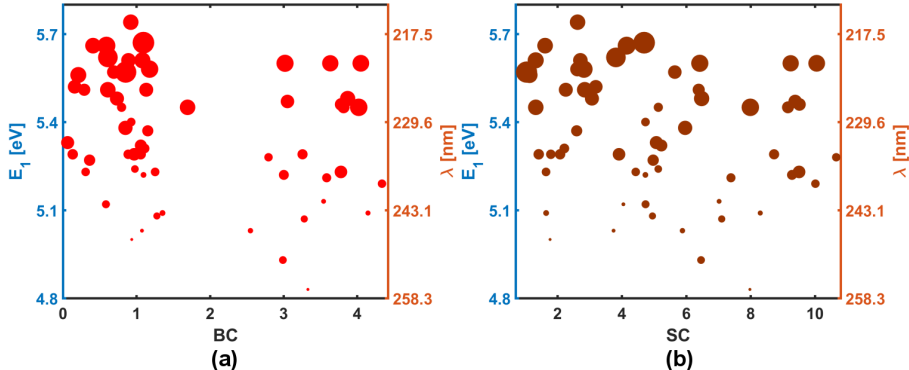 5.7
5.4
5.1
4.8
E1 [eV]
0 1 2 3 4
BC
217.5
229.6
243.1
258.3
λ [nm]
(a)
5.7
5.4
5.1
4.8
E1 [eV]
2 4 6 8 10
SC
217.5
229.6
243.1
258.3
λ [nm]
(b)